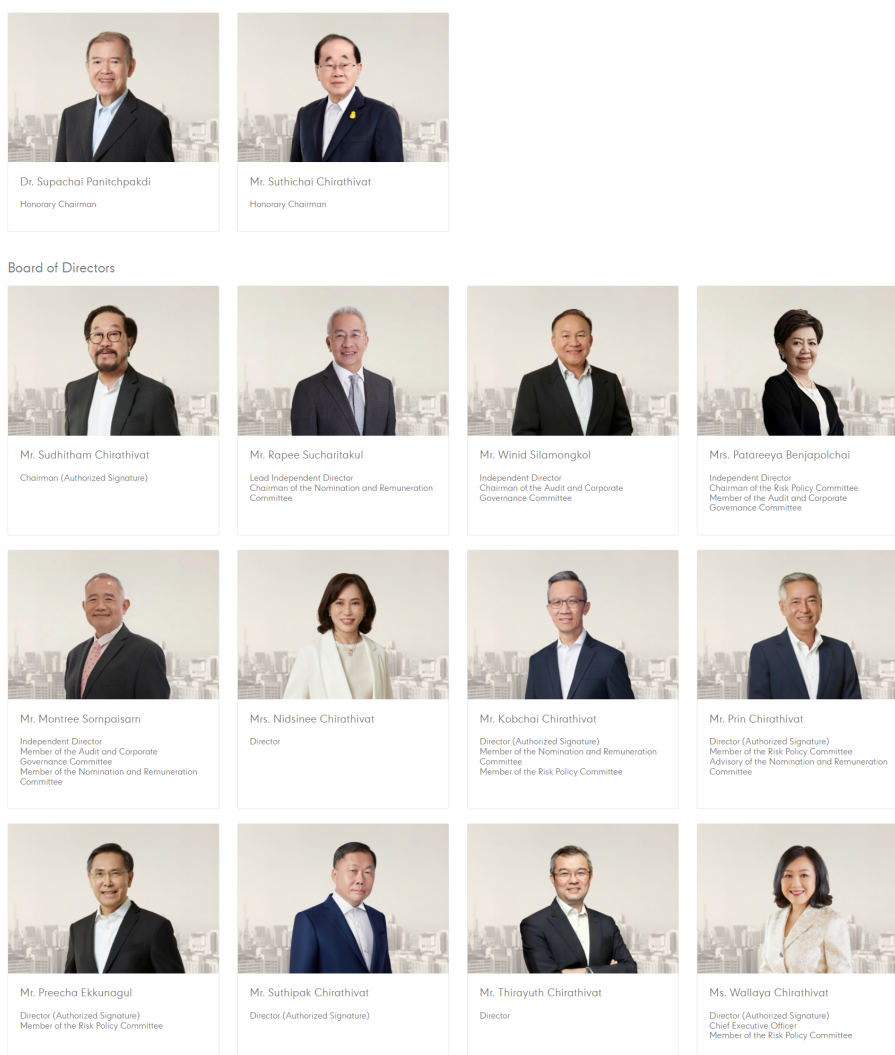 Dr. Supachai Panitchpakdi
Honorary Chairman
Mr. Suthichai Chirathivat
Honorary Chairman
Board of Directors
Mr. Sudhitham Chirathivat
Chairman (Authorized Signature)
Mr. Rapee Sucharitakul
Lead Independent Director
Chairman of the Nomination and Remuneration
Committee
Mr. Winid Silamongkol
Independent Director
Chairman of the Audit and Corporate
Governance Committee
Mrs. Patareeya Benjapolchai
Independent Director
Chairman of the Risk Policy Committee
Member of the Audit and Corporate
Governance Committee
Mr. Montree Sornpaisarn
Independent Director
Member of the Audit and Corporate
Governance Committee
Member of the Nomination and Remuneration
Committee
Mrs. Nidsinee Chirathivat
Director
Mr. Kobchai Chirathivat
Director (Authorized Signature)
Member of the Nomination and Remuneration
Committee
Member of the Risk Policy Committee
Mr. Prin Chirathivat
Director (Authorized Signature)
Member of the Risk Policy Committee
Advisory of the Nomination and Remuneration
Committee
Mr. Preecha Ekkunagul
Director (Authorized Signature)
Member of the Risk Policy Committee
Mr. Suthipak Chirathivat
Director (Authorized Signature)
Mr. Thirayuth Chirathivat
Director
Ms. Wallaya Chirathivat
Director (Authorized Signature)
Chief Executive Officer
Member of the Risk Policy Committee